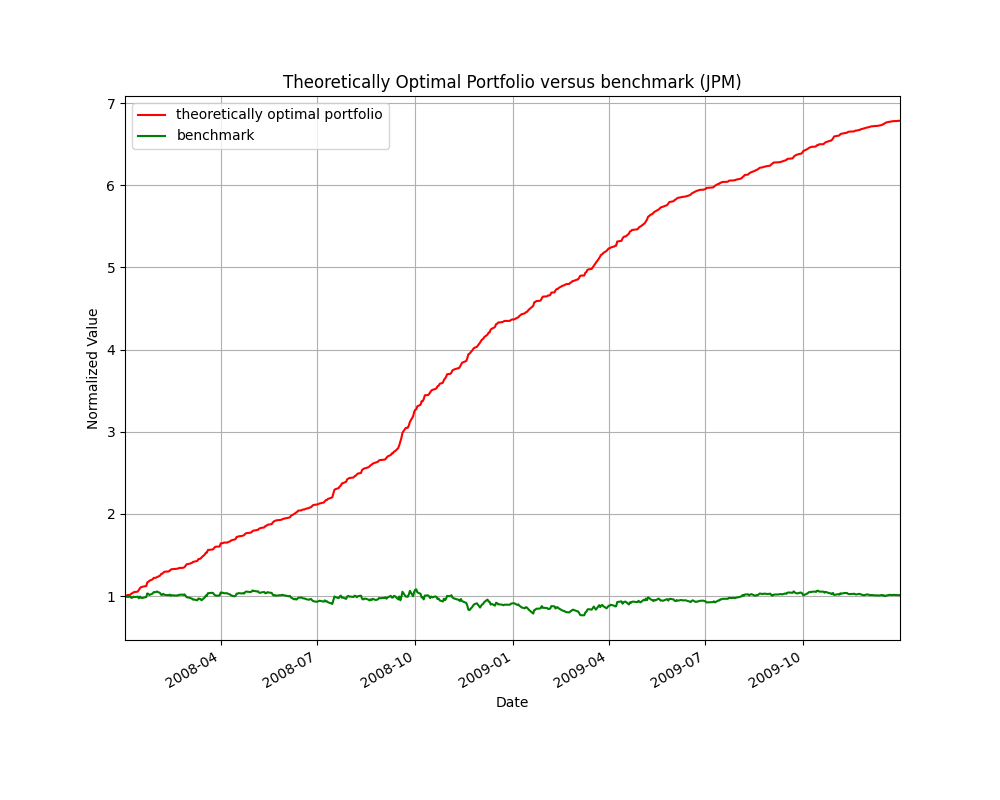 Theoretically Optimal Portfolio versus benchmark (JPM)
theoretically optimal portfolio
benchmark
7
6
5
4
3
2
1
Normalized Value
2008-04
2008-07
2008-10
2009-01
2009-04
2009-07
2009-10
Date